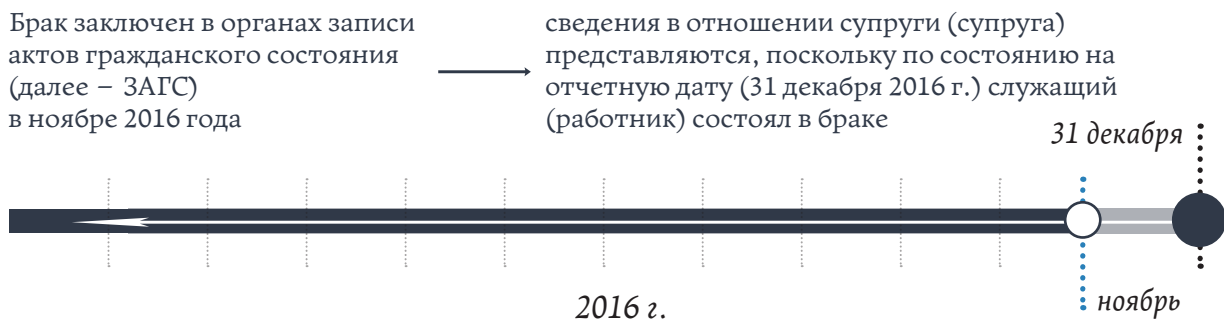 Брак заключен в органах записи
актов гражданского состояния
(далее – ЗАГС)
в ноябре 2016 года
сведения в отношении супруги (супруга)
представляются, поскольку по состоянию на
отчетную дату (31 декабря 2016 г.) служащий
(работник) состоял в браке
31 декабря
2016 г.
ноябрь